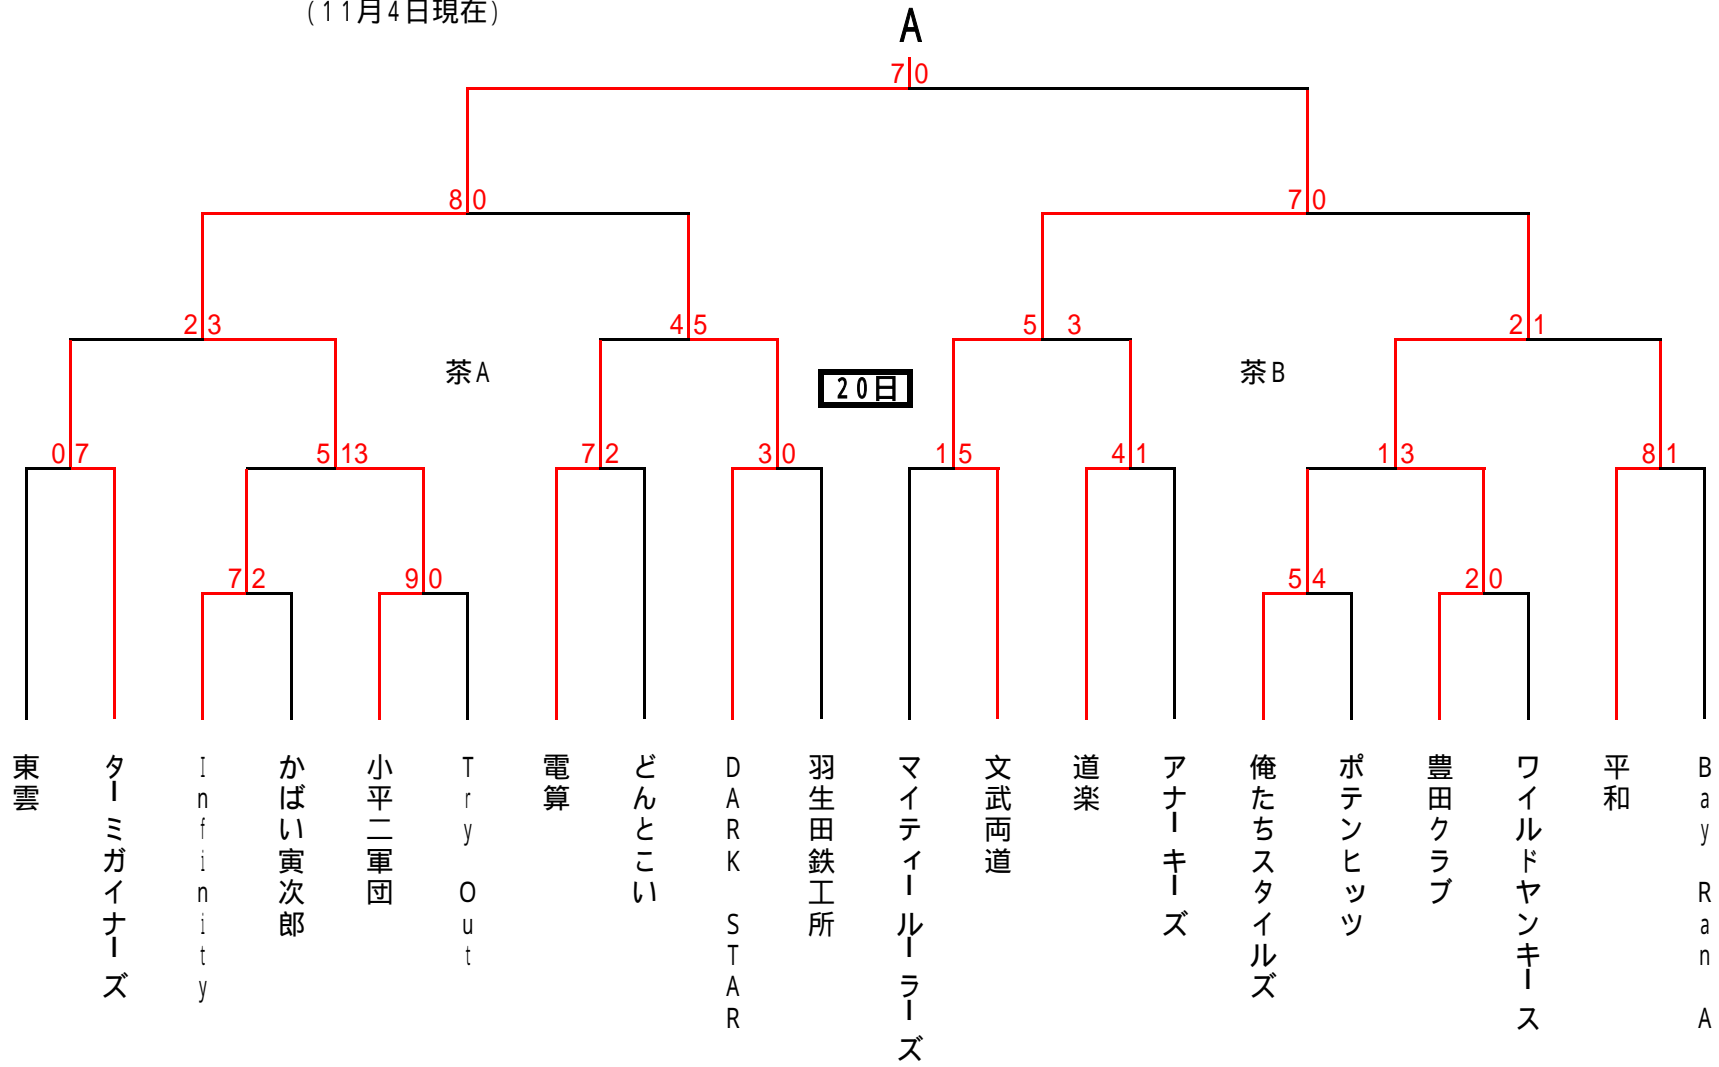 (11月4日現在)
A
7 0
8 0
7 0
2 3
4 5
5 3
2 1
茶A
茶B
20日
0 7
5 13
7 2
3 0
1 5
4 1
1 3
8 1
7 2
9 0
5 4
2 0
東雲
ターミガイナーズ
Infinity
かばい寅次郎
小平二軍団
Try Out
電算
どんとこい
DARK STAR
羽生田鉄工所
マイティールーラーズ
文武両道
道楽
アナーキーズ
俺たちスタイルズ
ポテンヒッツ
豊田クラブ
ワイルドヤンキース
平和
Bay Ran A